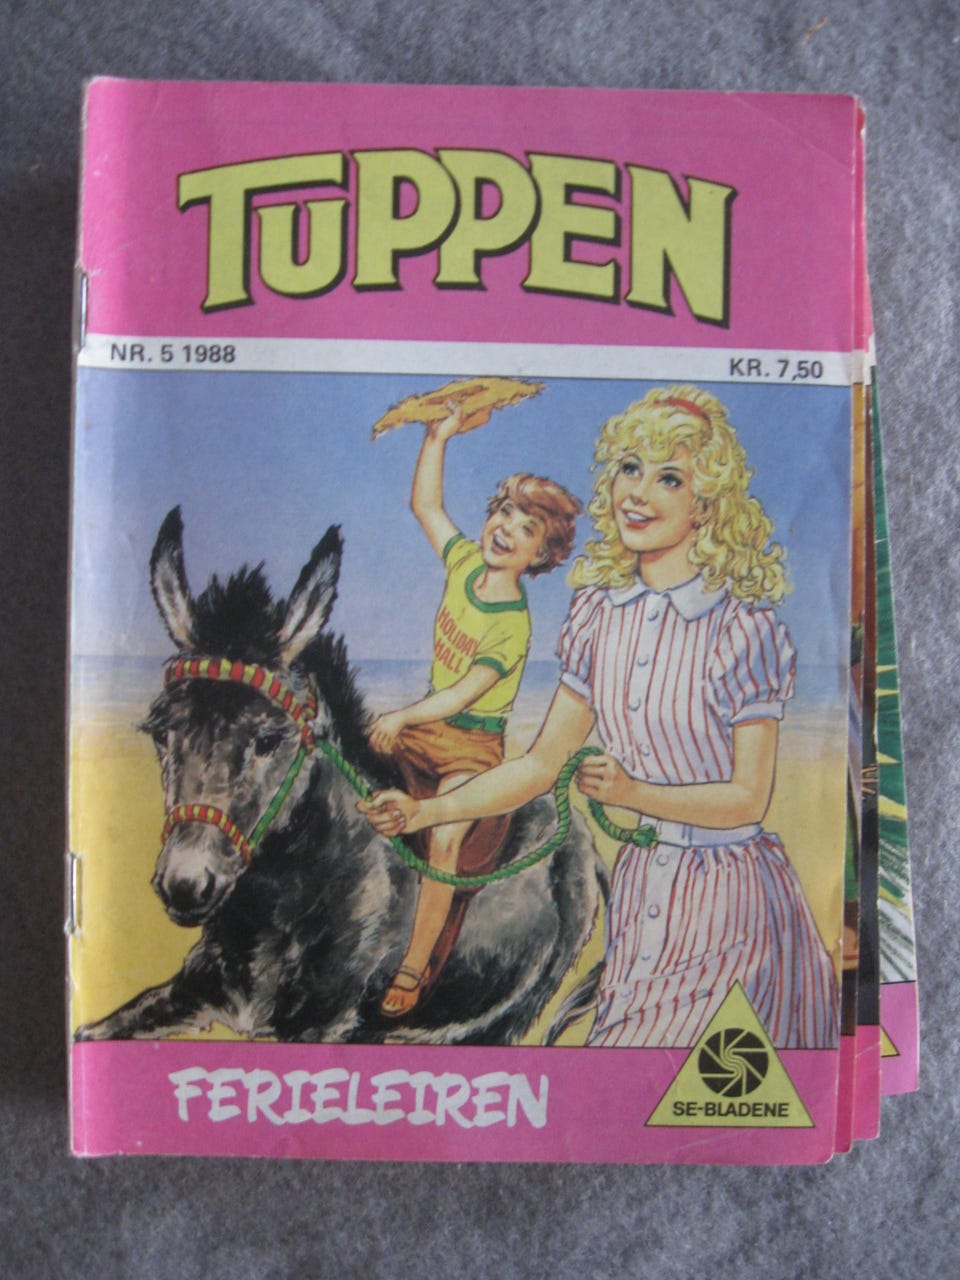 TUPPEN
NR. 5 1988
KR. 7,50
HOLIDAY
HALL
FERIELEIREN
SE-BLADENE